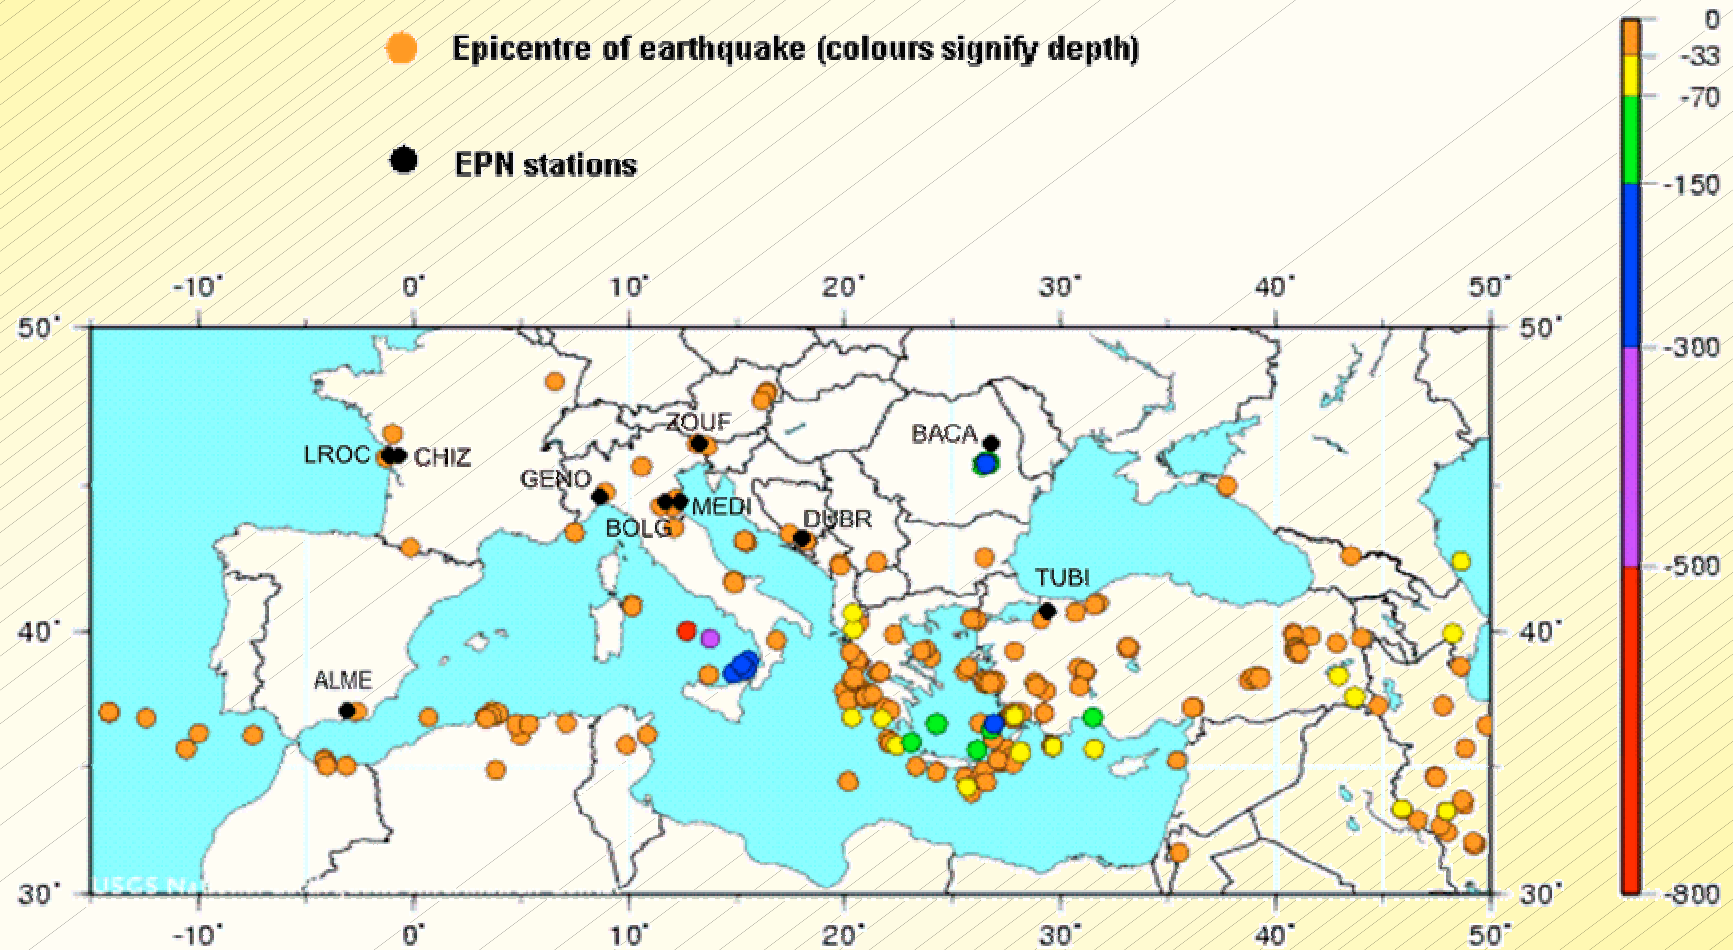 Epicentre of earthquake (colours signify depth)
EPN stations
0
-33
-70
-150
-300
-500
-800
-10° 0° 10° 20° 30° 40° 50°
50° 50°
ZOUF
BACA
LROC CHIZ
GENO
MEDI
DUBR
BOLG
TUBI
40° 40°
ALME
USGS
30° 30°
-10° 0° 10° 20° 30° 40° 50°